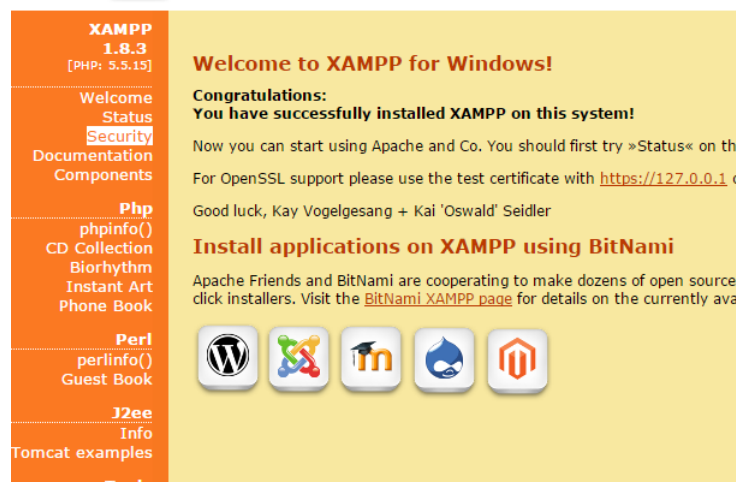 XAMPP
1.8.3
[PHP: 5.5.15]
Welcome
Status
Security
Documentation
Components
Php
phpinfo()
CD Collection
Biorhythm
Instant Art
Phone Book
Perl
perlinfo()
Guest Book
J2ee
Info
Tomcat examples
Welcome to XAMPP for Windows!
Congratulations:
You have successfully installed XAMPP on this system!
Now you can start using Apache and Co. You should first try »Status« on th
For OpenSSL support please use the test certificate with https://127.0.0.1
Good luck, Kay Vogelgesang + Kai 'Oswald' Seidler
Install applications on XAMPP using BitNami
Apache Friends and BitNami are cooperating to make dozens of open source
click installers. Visit the BitNami XAMPP page for details on the currently ava